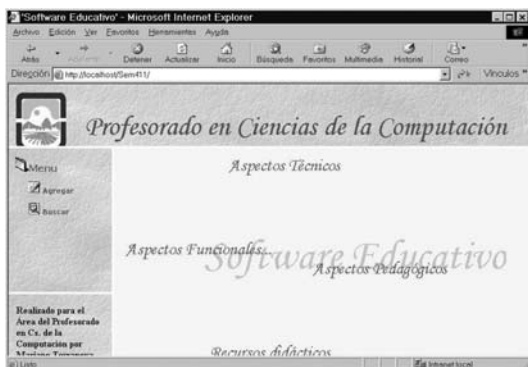 "Software Educativo" - Microsoft Internet Explorer
Archivo Edición Ver Favoritos Herramientas Ayuda
Atrás Detener Actualizar Inicio Búsqueda Favoritos Multimedia Historial Correo
Dirección http://localhost/Sem411/ Vínculos
Profesorado en Ciencias de la Computación
Menu
Agregar
Buscar
Aspectos Técnicos
Aspectos Funcionales
Software Educativo
Aspectos Pedagógicos
Recursos didácticos
Realizado para el
Area del Profesorado
en Cs. de la
Computación por
Mariano
Listo Intranet local